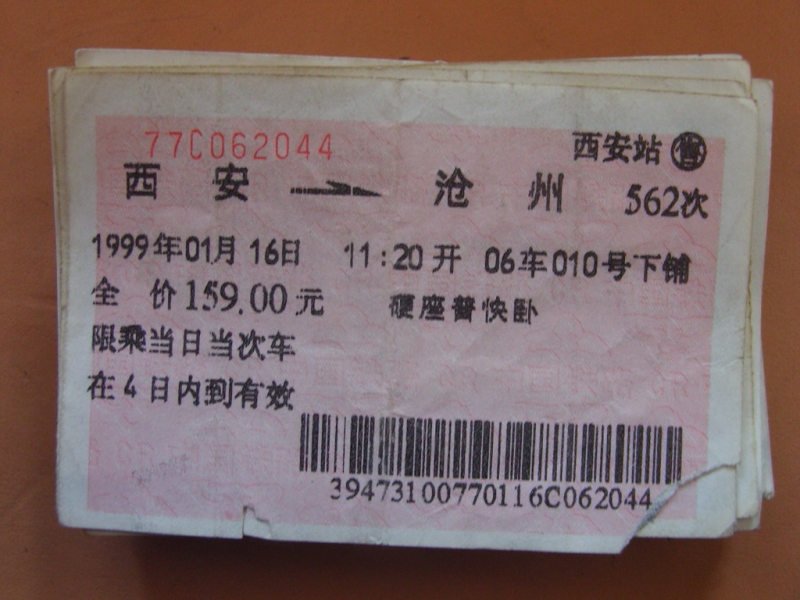 77C062044
西安站 售
西安 → 沧州 562次
1999年01月16日 11:20开 06车010号下铺
全价159.00元 硬座普快卧
限乘当日当次车
在4日内到有效
39473100770116C062044